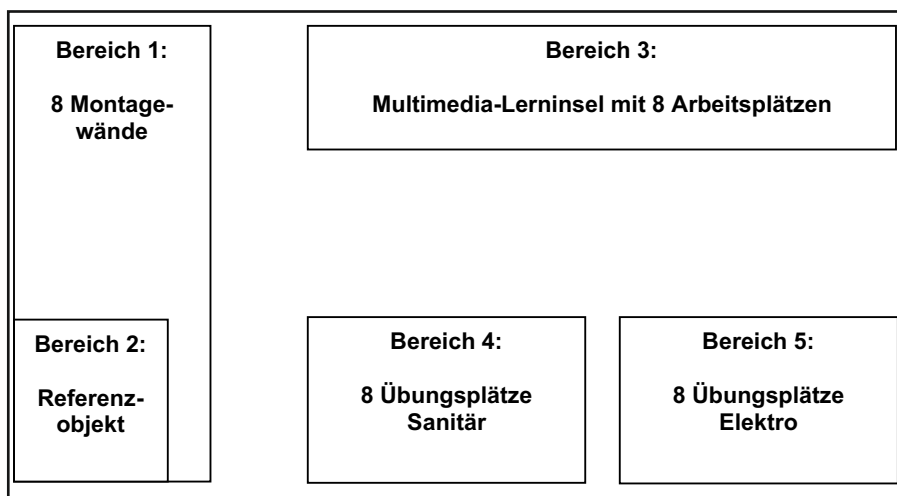 Bereich 1:
8 Montage-
wände
Bereich 2:
Referenz-
objekt
Bereich 3:
Multimedia-Lerninsel mit 8 Arbeitsplätzen
Bereich 4:
8 Übungsplätze
Sanitär
Bereich 5:
8 Übungsplätze
Elektro